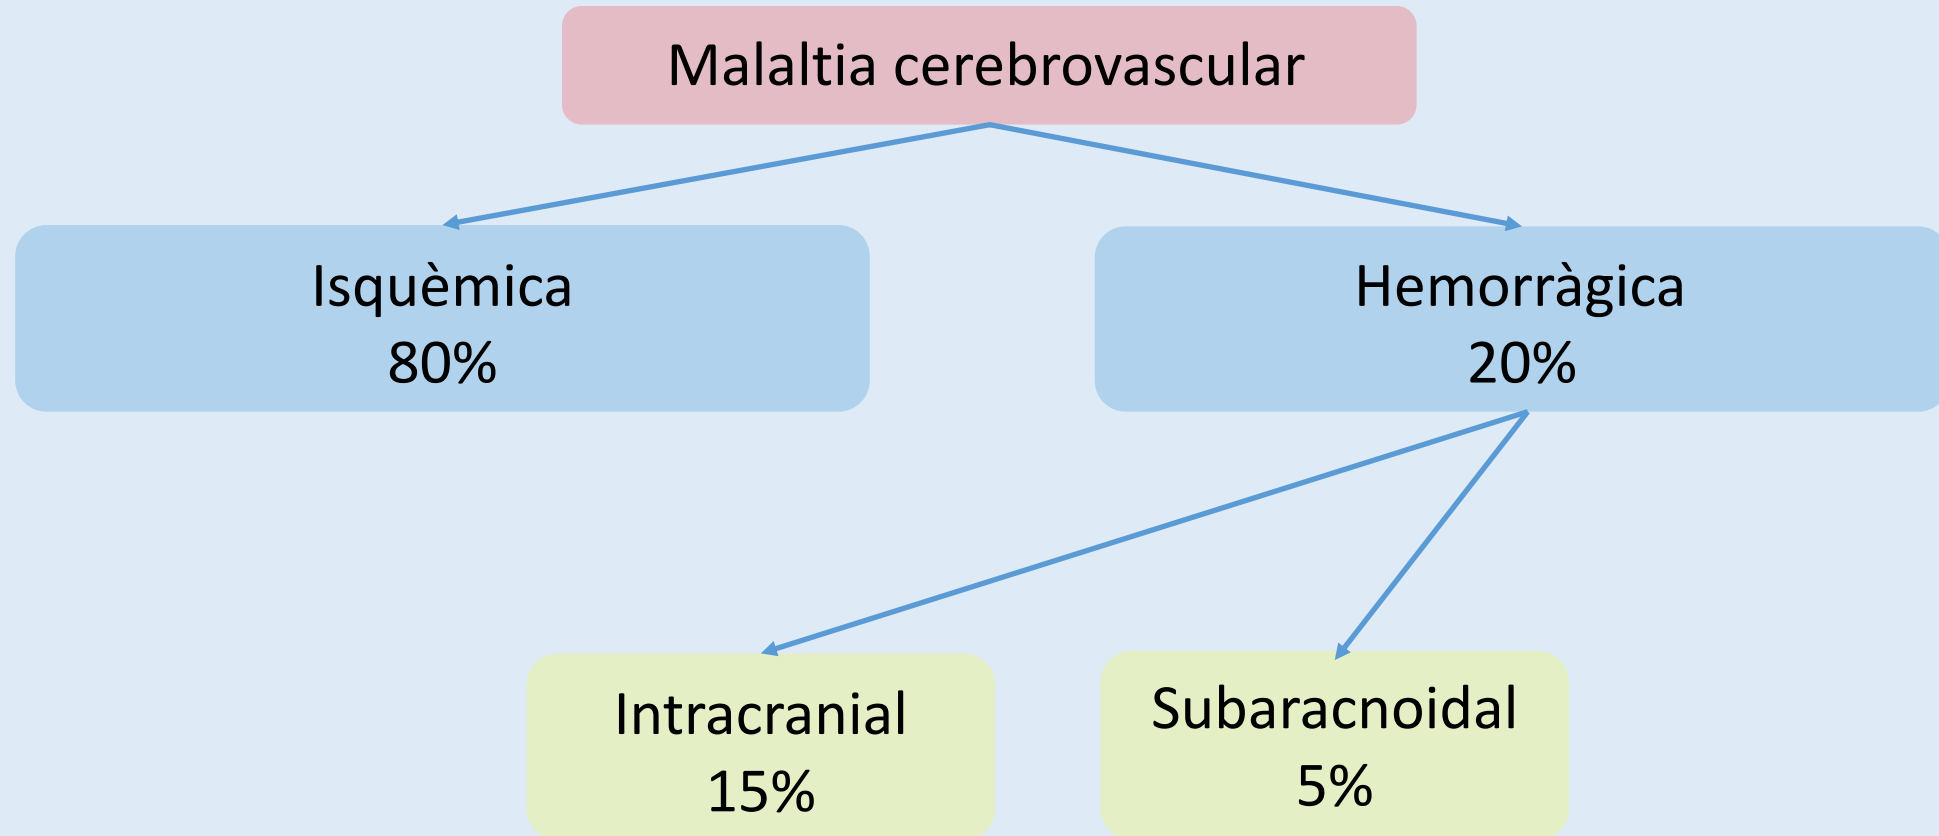 Malaltia cerebrovascular
Isquèmica
80%
Hemorràgica
20%
Intracranial
15%
Subaracnoidal
5%